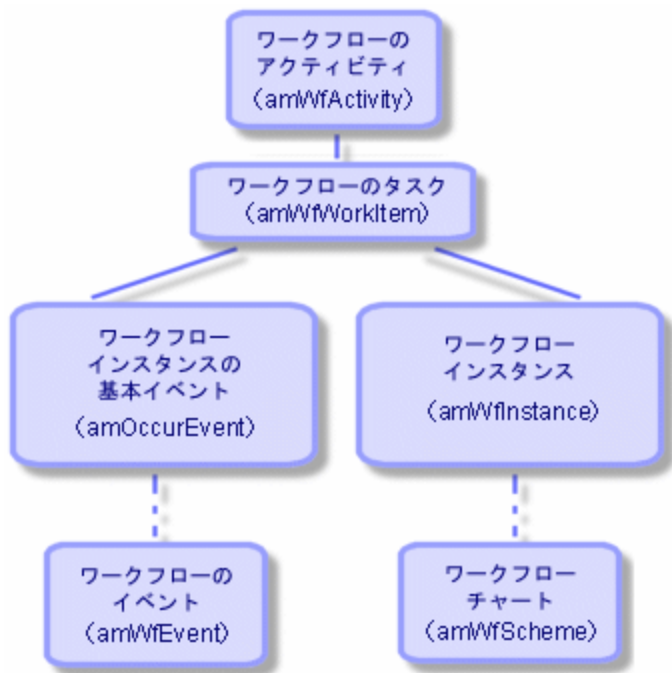 ワークフローの
アクティビティ
（amWfActivity）
ワークフローのタスク
（amWfWorkItem）
ワークフロー
インスタンスの
基本イベント
（amOccurEvent）
ワークフロー
インスタンス
（amWfInstance）
ワークフローの
イベント
（amWfEvent）
ワークフロー
チャート
（amWfScheme）